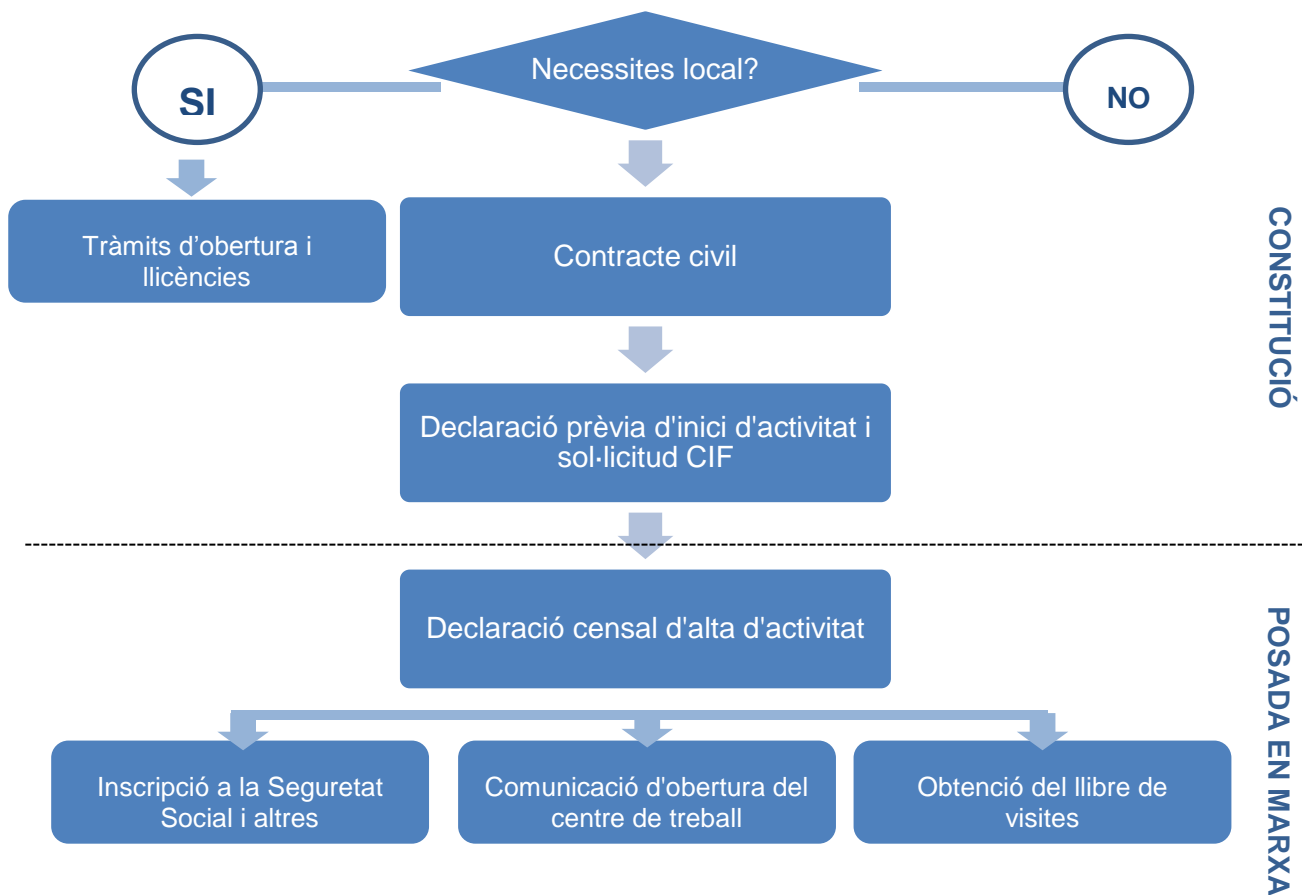 Necessites local?
SI
NO
Tràmits d’obertura i
llicències
Contracte civil
CONSTITUCIÓ
Declaració prèvia d'inici d'activitat i
sol·licitud CIF
Declaració censal d'alta d'activitat
POSADA EN MARXA
Inscripció a la Seguretat
Social i altres
Comunicació d'obertura del
centre de treball
Obtenció del llibre de
visites